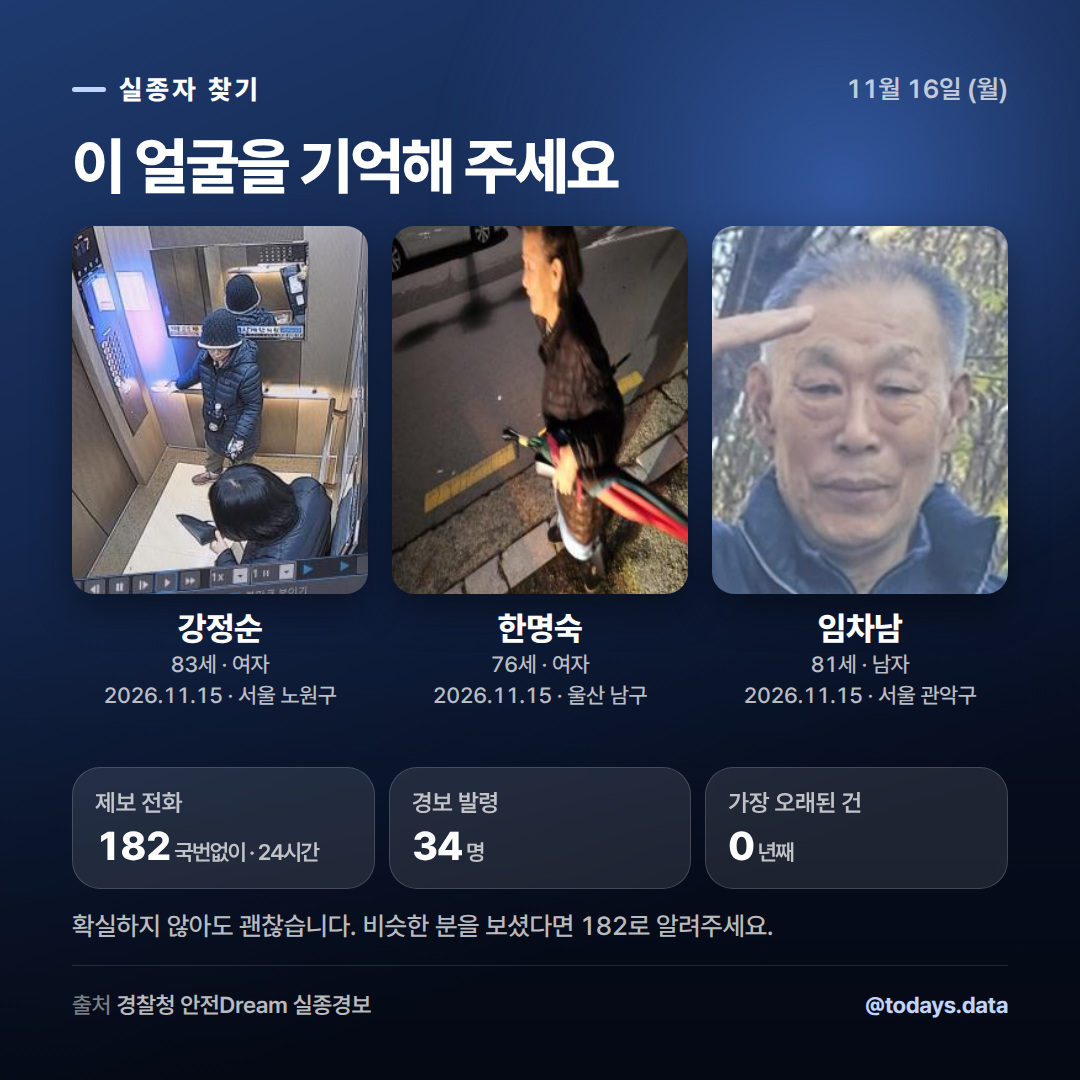 실종자 찾기
11월 16일 (월)
이 얼굴을 기억해 주세요
1x
1
강정순
83세 · 여자
2026.11.15 · 서울 노원구
한명숙
76세 · 여자
2026.11.15 · 울산 남구
임차남
81세 · 남자
2026.11.15 · 서울 관악구
제보 전화
182 국번없이 · 24시간
경보 발령
34 명
가장 오래된 건
0 년째
확실하지 않아도 괜찮습니다. 비슷한 분을 보셨다면 182로 알려주세요.
출처 경찰청 안전Dream 실종경보
@todays.data